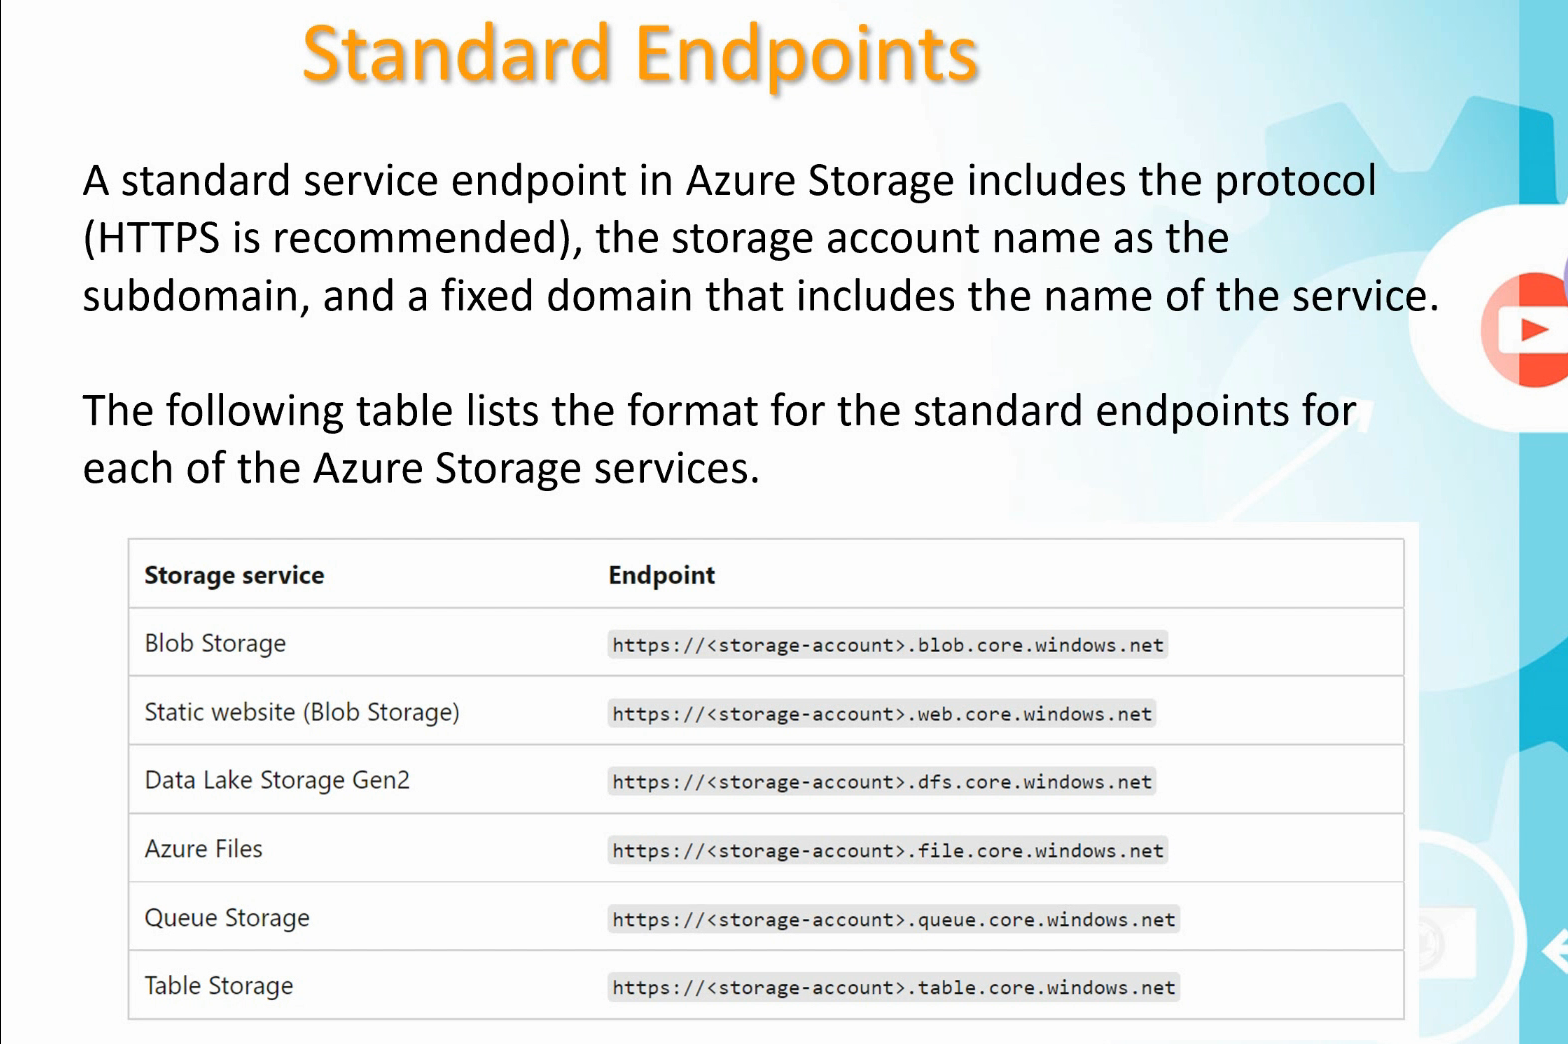 Standard Endpoints
A standard service endpoint in Azure Storage includes the protocol
(HTTPS is recommended), the storage account name as the
subdomain, and a fixed domain that includes the name of the service.
The following table lists the format for the standard endpoints for
each of the Azure Storage services.
Storage service Endpoint
Blob Storage https://<storage-account>.blob.core.windows.net
Static website (Blob Storage) https://<storage-account>.web.core.windows.net
Data Lake Storage Gen2 https://<storage-account>.dfs.core.windows.net
Azure Files https://<storage-account>.file.core.windows.net
Queue Storage https://<storage-account>.queue.core.windows.net
Table Storage https://<storage-account>.table.core.windows.net